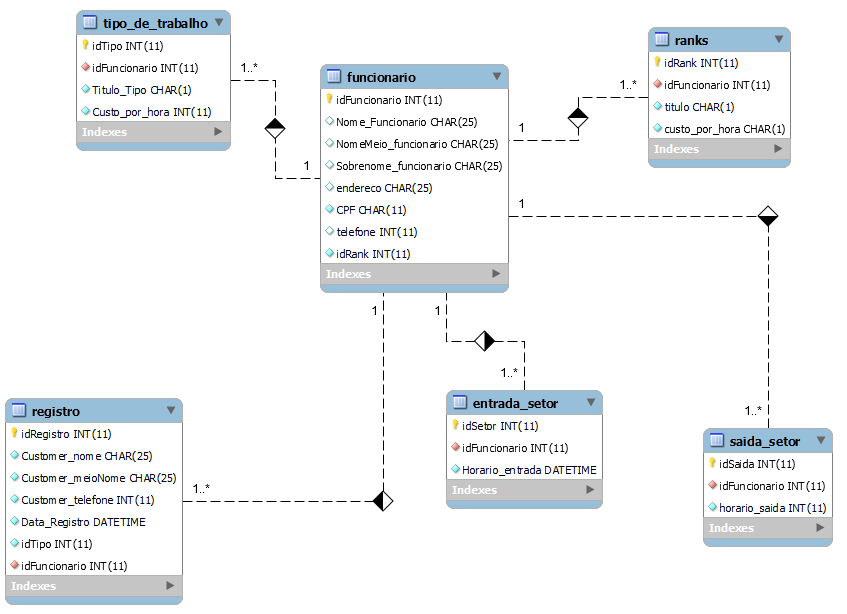 tipo_de_trabalho
idTipo INT(11)
idFuncionario INT(11)
Titulo_Tipo CHAR(1)
Custo_por_hora INT(11)
Indexes
1..*
1
funcionario
idFuncionario INT(11)
Nome_Funcionario CHAR(25)
NomeMeio_funcionario CHAR(25)
Sobrenome_funcionario CHAR(25)
endereco CHAR(25)
CPF CHAR(11)
telefone INT(11)
idRank INT(11)
Indexes
1
1..*
ranks
idRank INT(11)
idFuncionario INT(11)
titulo CHAR(1)
custo_por_hora CHAR(1)
Indexes
1
1..*
1
1
1..*
1..*
registro
idRegistro INT(11)
Customer_nome CHAR(25)
Customer_meioNome CHAR(25)
Customer_telefone INT(11)
Data_Registro DATETIME
idTipo INT(11)
idFuncionario INT(11)
Indexes
entrada_setor
idSetor INT(11)
idFuncionario INT(11)
Horario_entrada DATETIME
Indexes
saida_setor
idSaida INT(11)
idFuncionario INT(11)
horario_saida INT(11)
Indexes